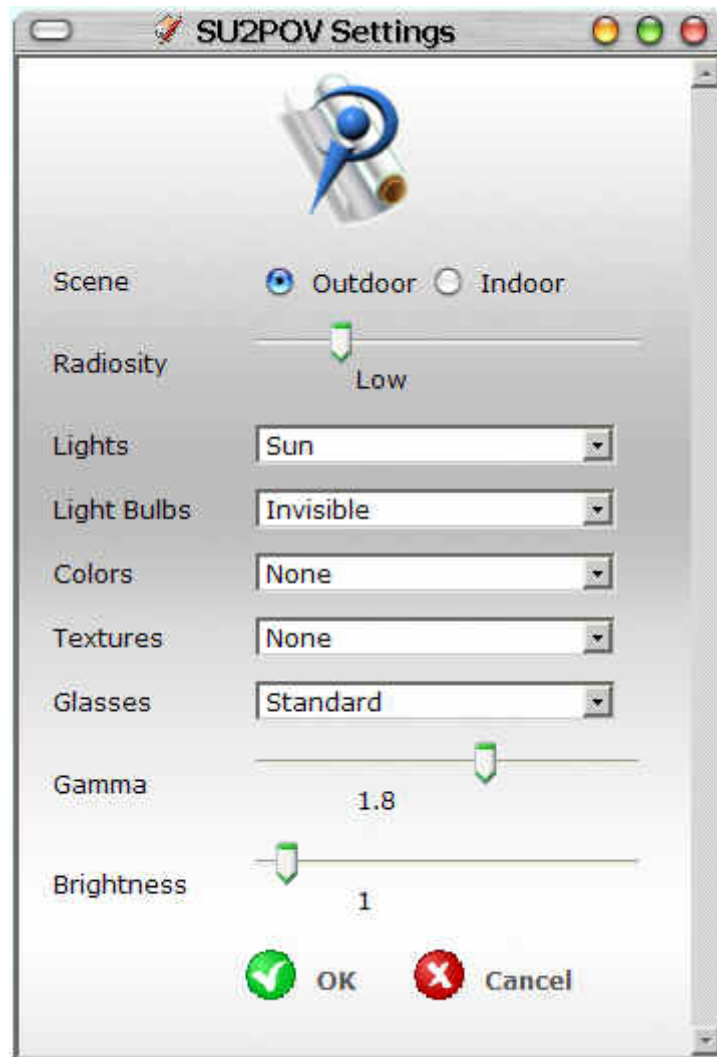 SU2POV Settings
Scene Outdoor Indoor
Radiosity
Low
Lights Sun
Light Bulbs Invisible
Colors None
Textures None
Glasses Standard
Gamma
1.8
Brightness
1
OK Cancel